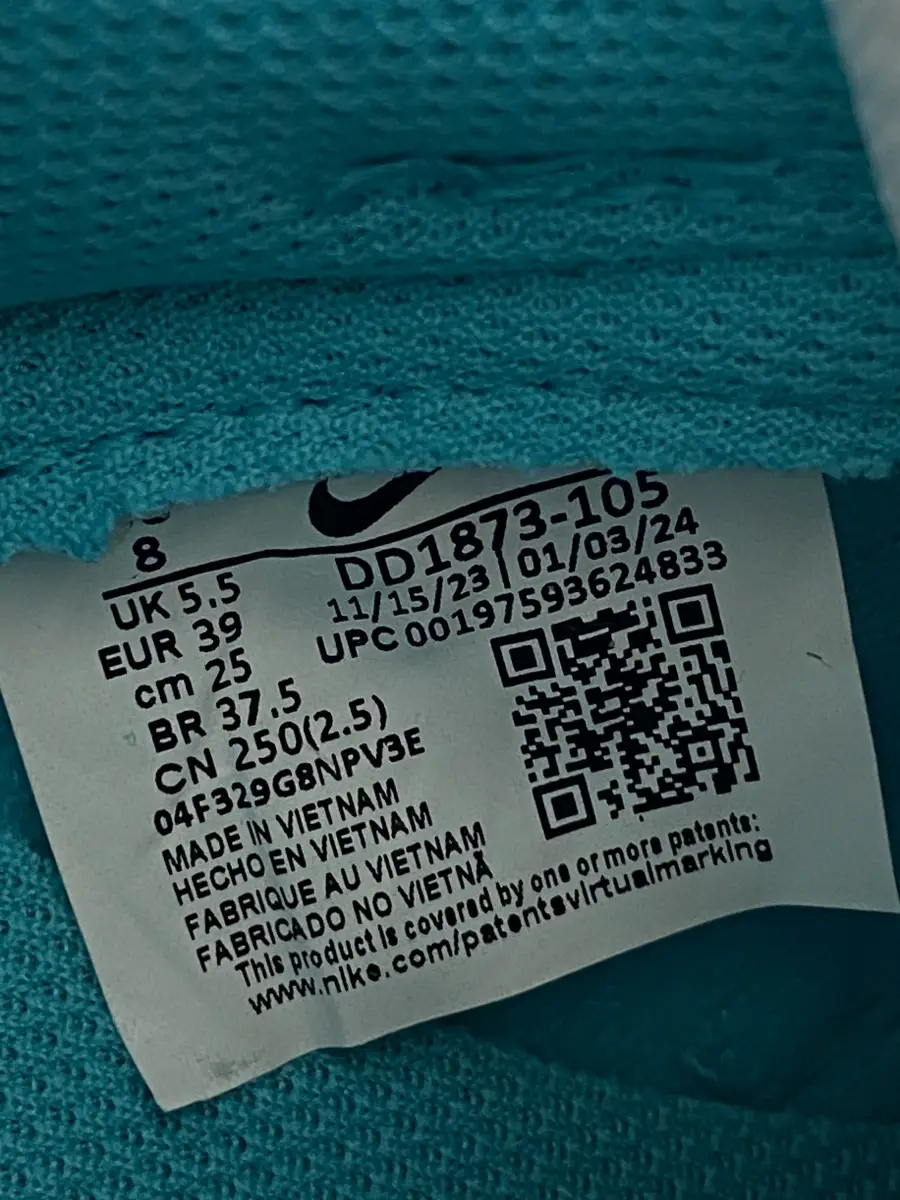 8
UK 5.5
EUR 39
cm 25
BR 37.5
CN 250(2.5)
DD1873-105
11/15/23 | 01/03/24
UPC 00197593624833
04F329G8NPV3E
MADE IN VIETNAM
HECHO EN VIETNAM
FABRIQUE AU VIETNAM
FABRICADO NO VIETNÃ
This product is covered by one or more patents:
www.nike.com/patentsvirtualmarking